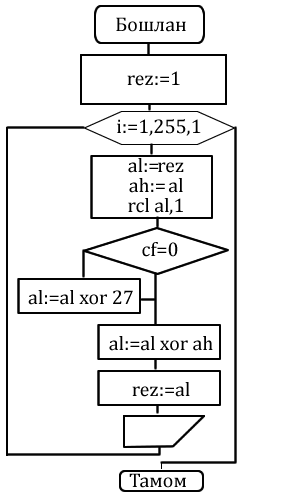 Бошлан
rez:=1
i:=1,255,1
al:=rez
ah:=al
rcl al,1
cf=0
al:=al xor 27
al:=al xor ah
rez:=al
Тамом